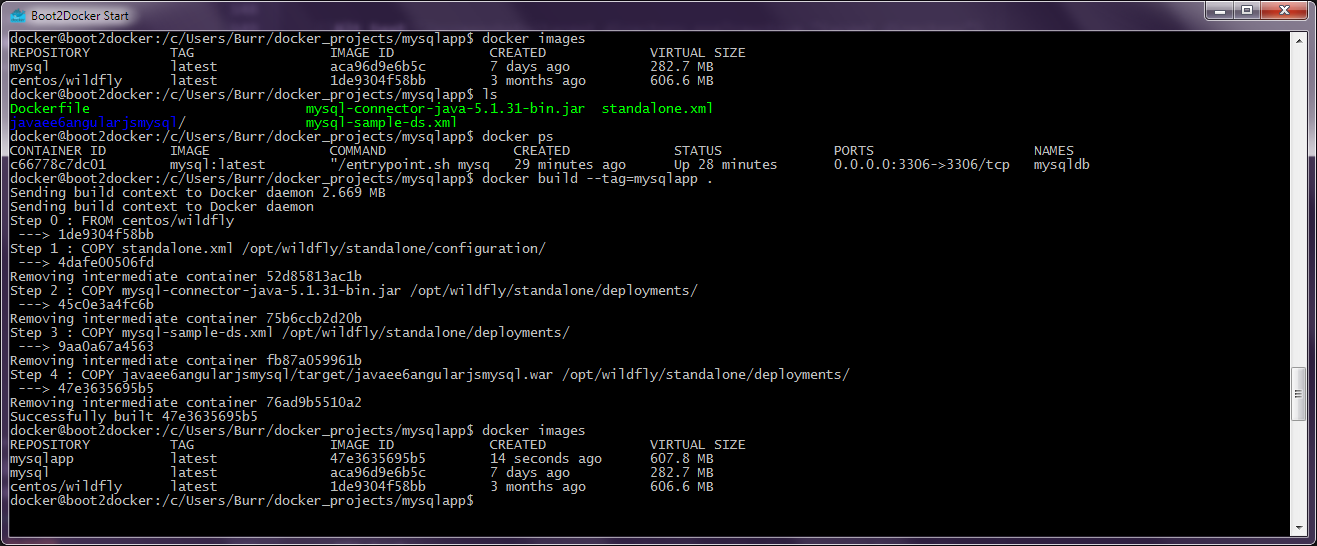 Boot2Docker Start
docker@boot2docker:/c/Users/Burr/docker_projects/mysqlapp$ docker images
REPOSITORY          TAG                 IMAGE ID            CREATED             VIRTUAL SIZE
mysql               latest              aca96d9e6b5c        7 days ago          282.7 MB
centos/wildfly      latest              1de9304f58bb        3 months ago        606.6 MB
docker@boot2docker:/c/Users/Burr/docker_projects/mysqlapp$ ls
Dockerfile                           mysql-connector-java-5.1.31-bin.jar  standalone.xml
javaee6angularjsmysql/               mysql-sample-ds.xml
docker@boot2docker:/c/Users/Burr/docker_projects/mysqlapp$ docker ps
CONTAINER ID        IMAGE               COMMAND                CREATED             STATUS              PORTS                    NAMES
c66778c7dc01        mysql:latest        "/entrypoint.sh mysq   29 minutes ago      Up 28 minutes       0.0.0.0:3306->3306/tcp   mysqldb
docker@boot2docker:/c/Users/Burr/docker_projects/mysqlapp$ docker build --tag=mysqlapp .
Sending build context to Docker daemon 2.669 MB
Sending build context to Docker daemon
Step 0 : FROM centos/wildfly
 ---> 1de9304f58bb
Step 1 : COPY standalone.xml /opt/wildfly/standalone/configuration/
 ---> 4dafe00506fd
Removing intermediate container 52d85813ac1b
Step 2 : COPY mysql-connector-java-5.1.31-bin.jar /opt/wildfly/standalone/deployments/
 ---> 45c0e3a4fc6b
Removing intermediate container 75b6ccb2d20b
Step 3 : COPY mysql-sample-ds.xml /opt/wildfly/standalone/deployments/
 ---> 9aa0a67a4563
Removing intermediate container fb87a059961b
Step 4 : COPY javaee6angularjsmysql/target/javaee6angularjsmysql.war /opt/wildfly/standalone/deployments/
 ---> 47e3635695b5
Removing intermediate container 76ad9b5510a2
Successfully built 47e3635695b5
docker@boot2docker:/c/Users/Burr/docker_projects/mysqlapp$ docker images
REPOSITORY          TAG                 IMAGE ID            CREATED             VIRTUAL SIZE
mysqlapp            latest              47e3635695b5        14 seconds ago      607.8 MB
mysql               latest              aca96d9e6b5c        7 days ago          282.7 MB
centos/wildfly      latest              1de9304f58bb        3 months ago        606.6 MB
docker@boot2docker:/c/Users/Burr/docker_projects/mysqlapp$